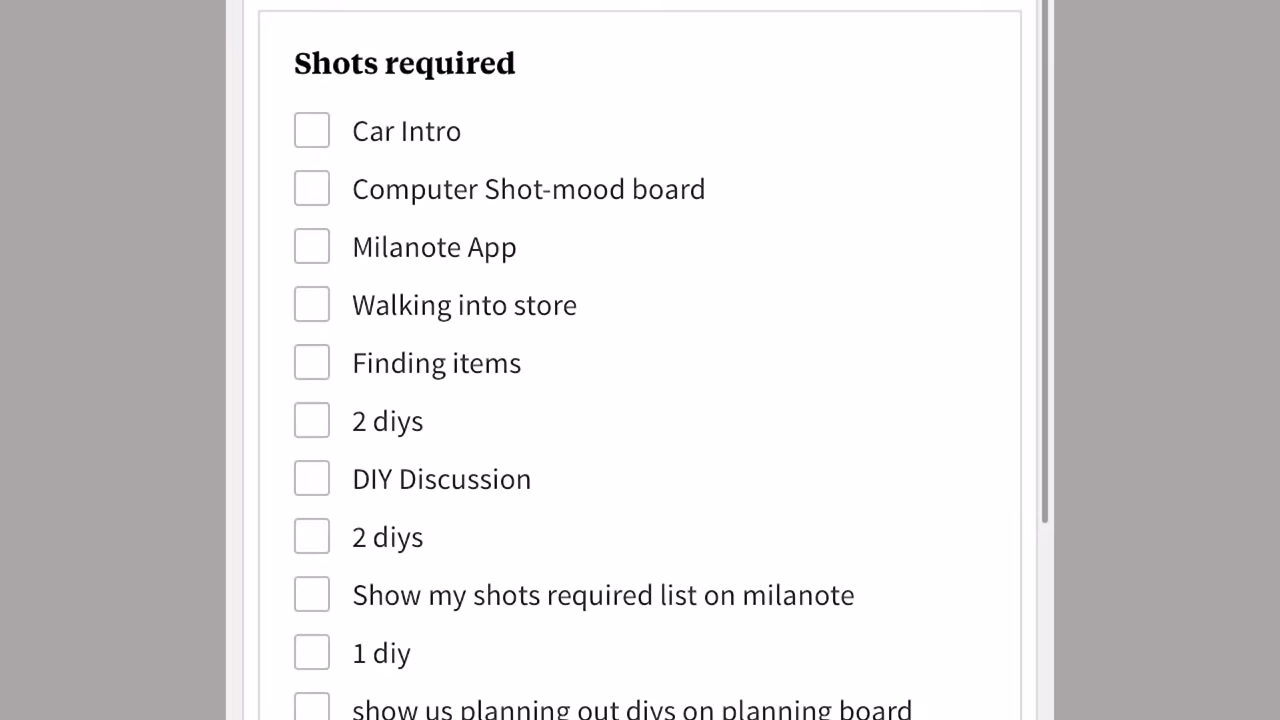 Shots required
Car Intro
Computer Shot-mood board
Milanote App
Walking into store
Finding items
2 diys
DIY Discussion
2 diys
Show my shots required list on milanote
1 diy
show us planning out diys on planning board